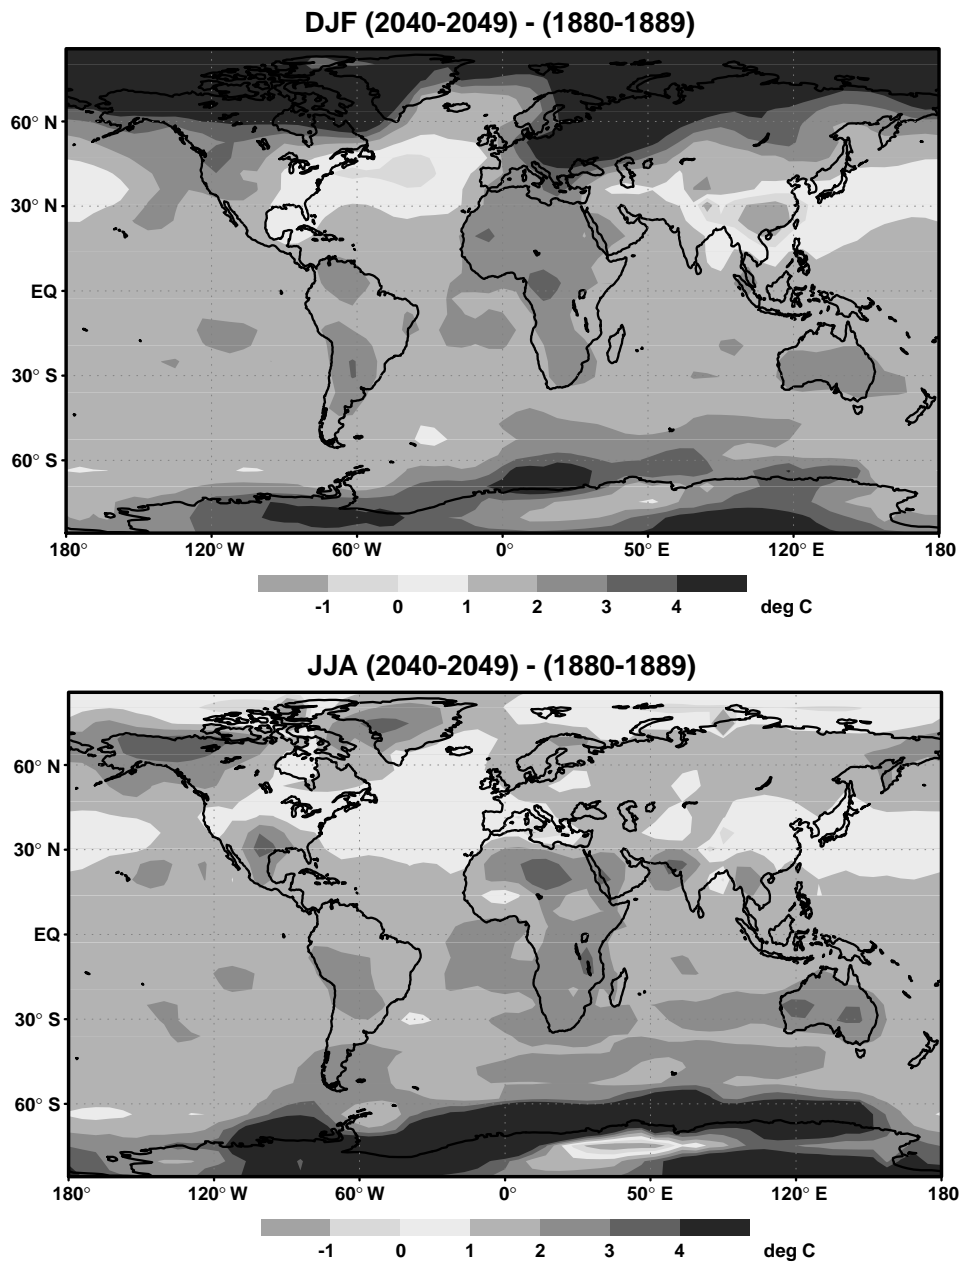 DJF (2040-2049) - (1880-1889)
60° N
30° N
EQ
30° S
60° S
180° 120° W 60° W 0° 50° E 120° E 180
-1 0 1 2 3 4 deg C
JJA (2040-2049) - (1880-1889)
60° N
30° N
EQ
30° S
60° S
180° 120° W 60° W 0° 50° E 120° E 180
-1 0 1 2 3 4 deg C